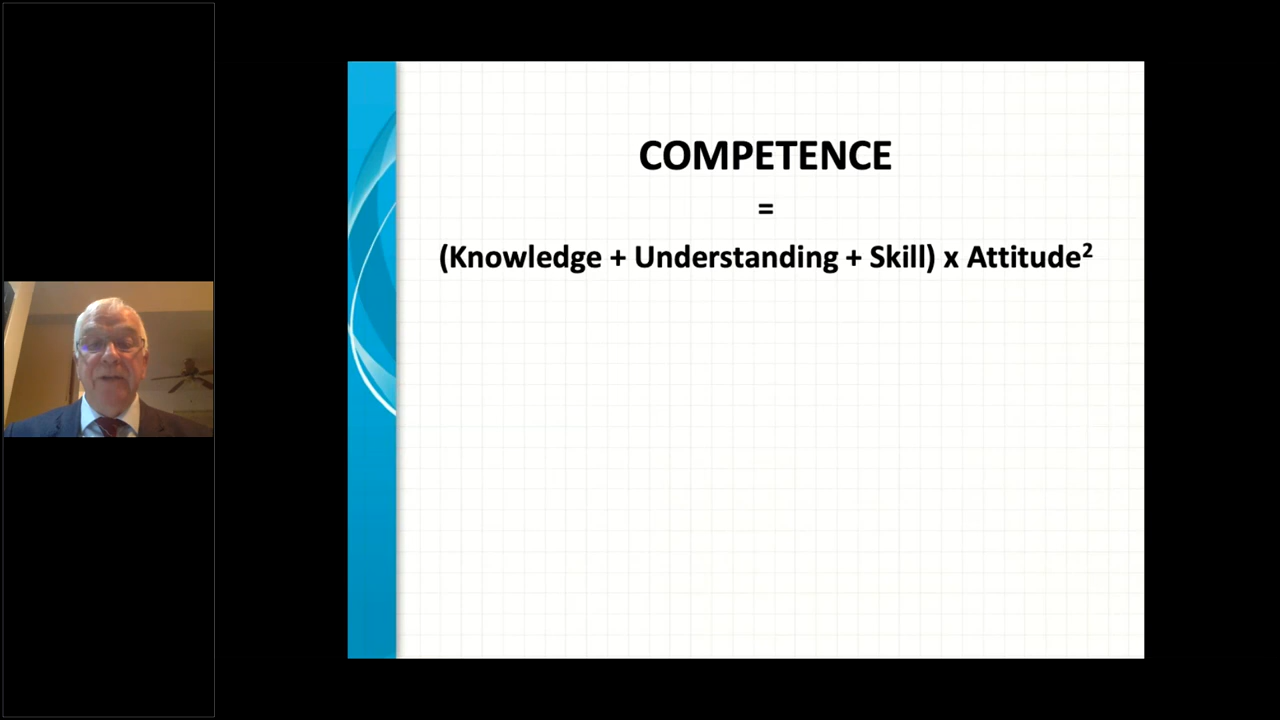 COMPETENCE
=
(Knowledge + Understanding + Skill) x Attitude²